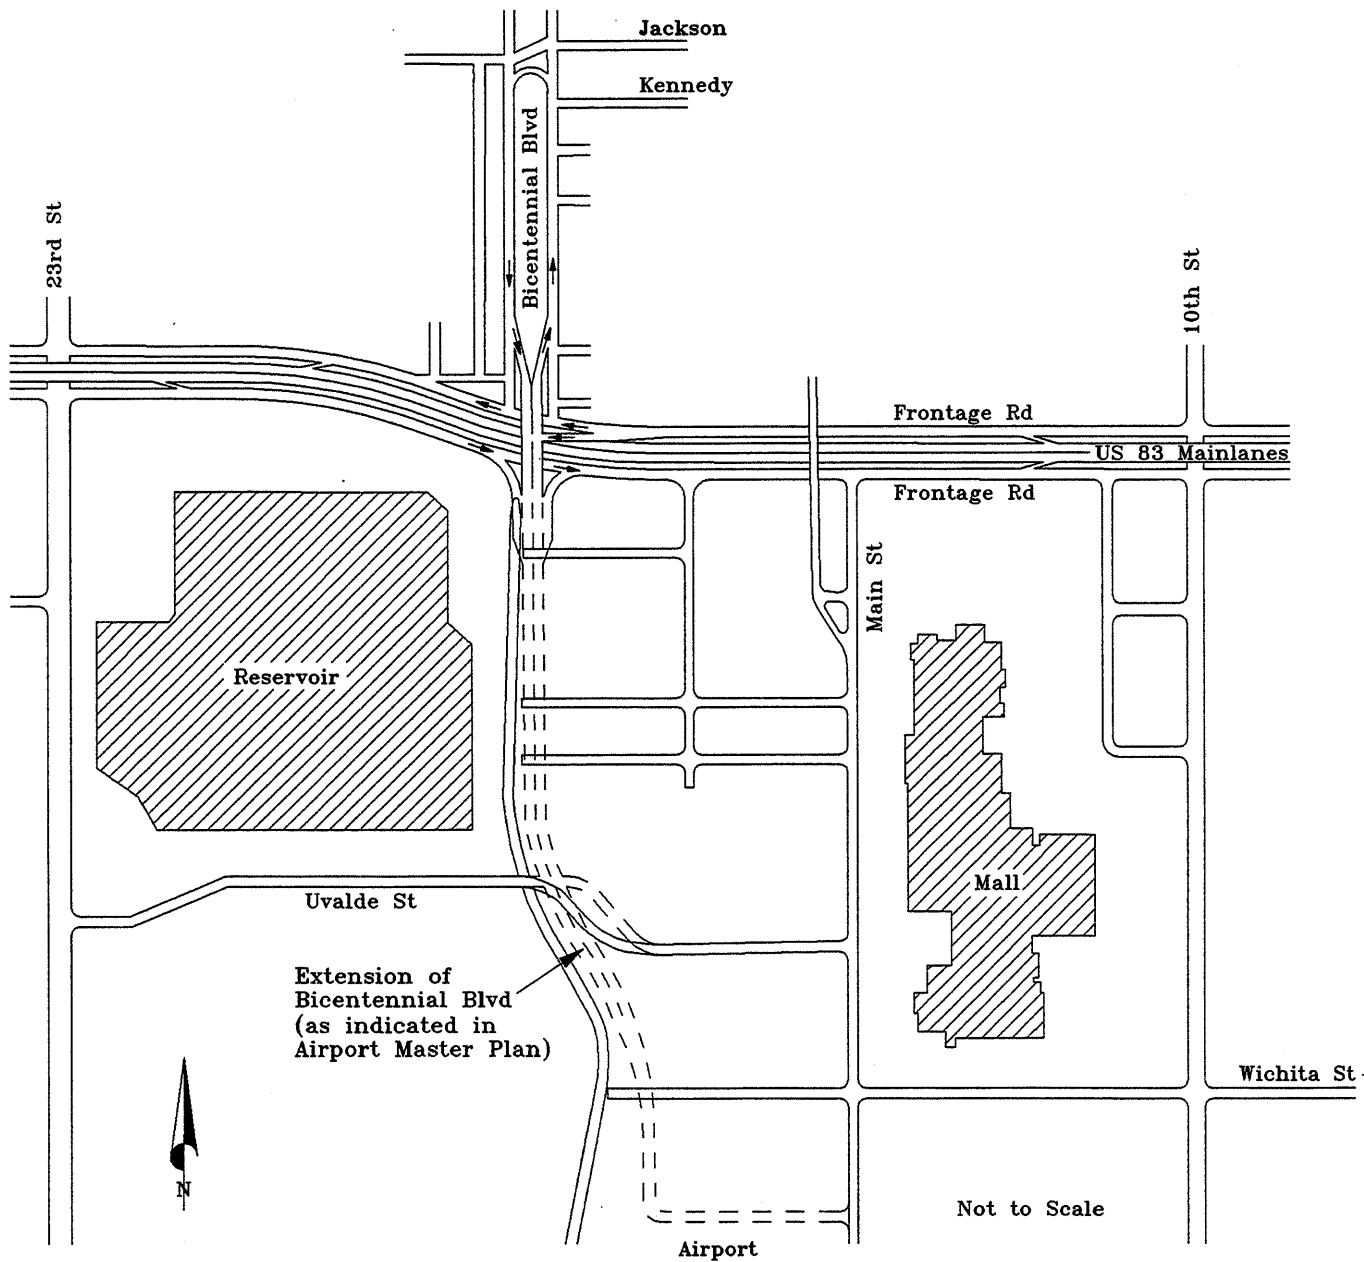 Jackson
Kennedy
Bicentennial Blvd
23rd St
10th St
Frontage Rd
US 83 Mainlanes
Frontage Rd
Main St
Reservoir
Mall
Uvalde St
Extension of
Bicentennial Blvd
(as indicated in
Airport Master Plan)
Wichita St
N
Not to Scale
Airport